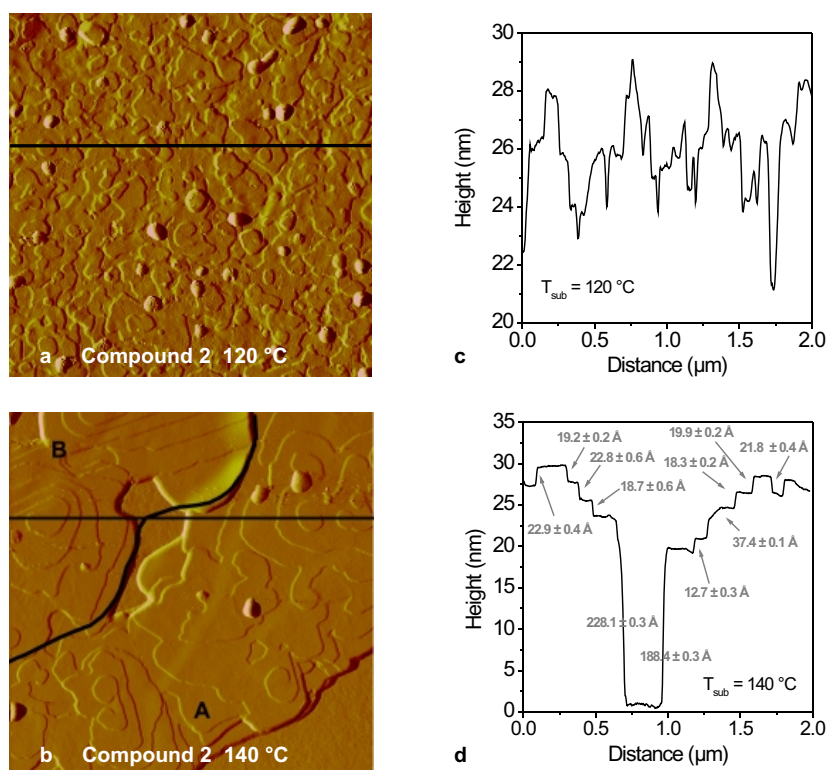 a Compound 2 120 °C
30
29
28
27
26
25
24
23
22
21
20
Height (nm)
T_sub = 120 °C
0.0 0.5 1.0 1.5 2.0
Distance (µm)
c
B
A
b Compound 2 140 °C
35
30
25
20
15
10
5
0
Height (nm)
19.2 ± 0.2 Å
22.8 ± 0.6 Å
18.7 ± 0.6 Å
22.9 ± 0.4 Å
19.9 ± 0.2 Å
18.3 ± 0.2 Å
21.8 ± 0.4 Å
37.4 ± 0.1 Å
12.7 ± 0.3 Å
228.1 ± 0.3 Å
188.4 ± 0.3 Å
T_sub = 140 °C
0.0 0.5 1.0 1.5 2.0
Distance (µm)
d